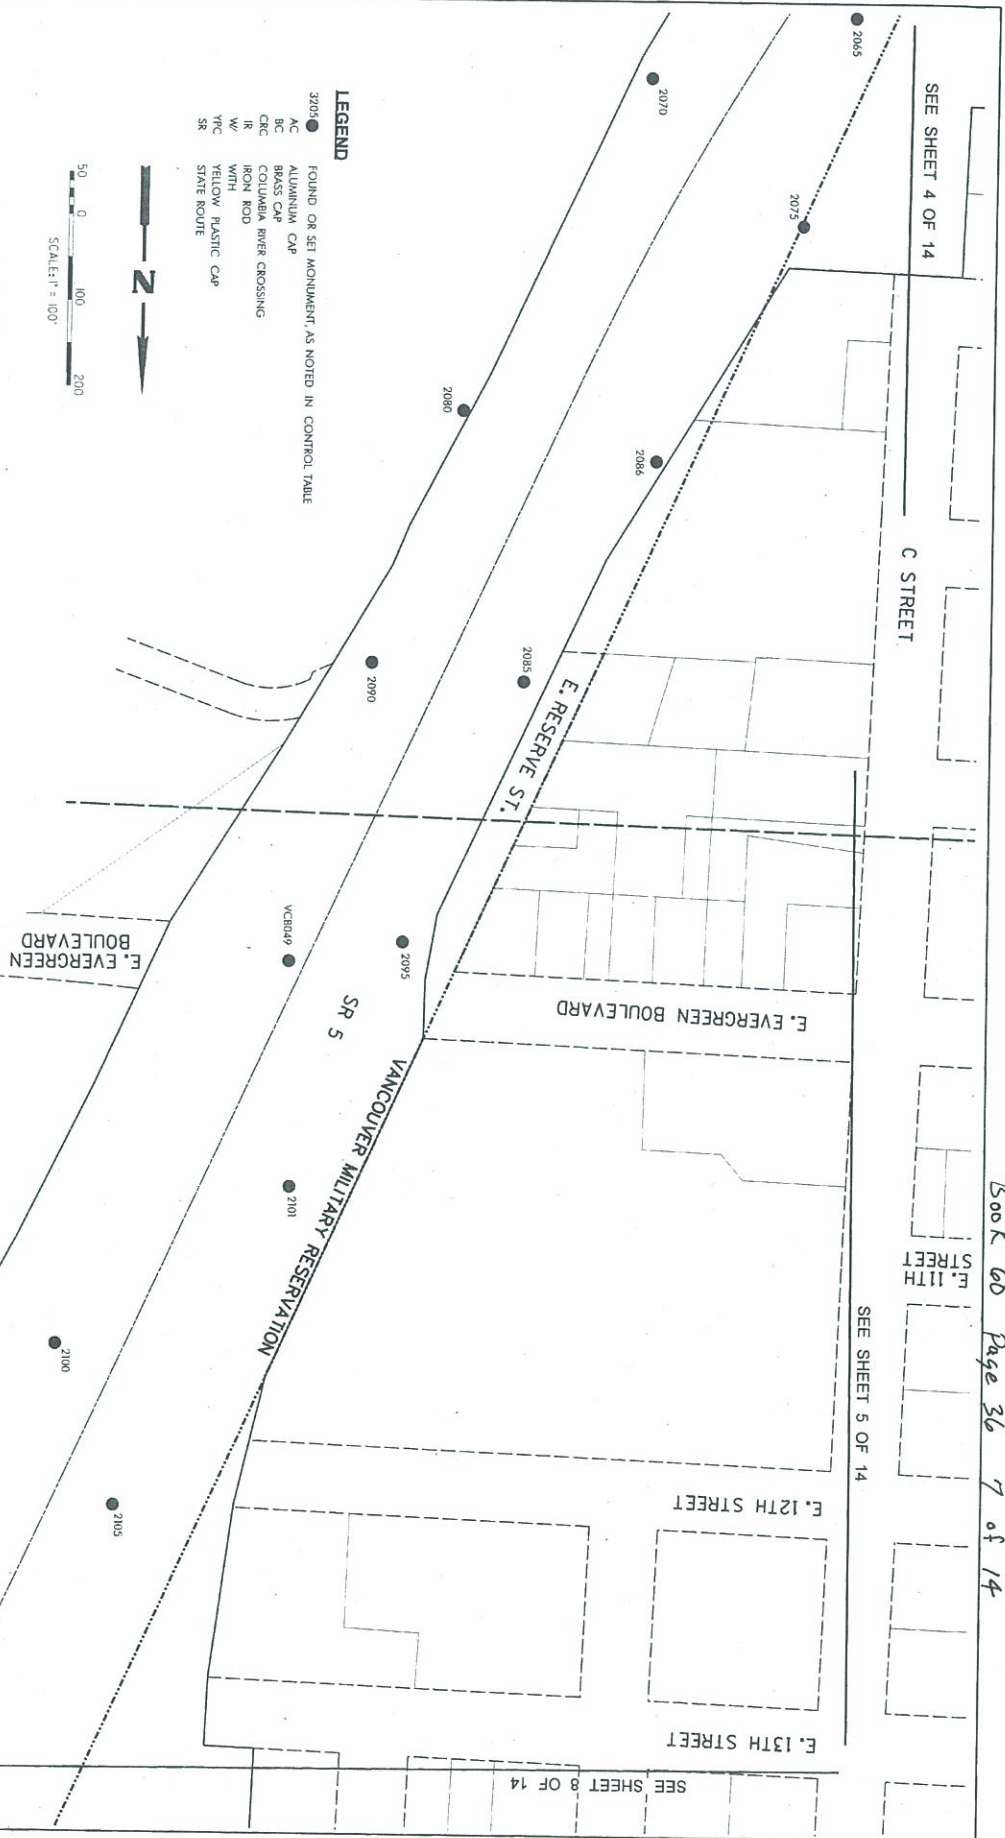 Book 60 Page 36 7 of 14
SEE SHEET 4 OF 14
C STREET
SEE SHEET 5 OF 14
E. 11TH
STREET
2065
2070
2075
2080
2086
2085
2090
VCB049
2095
2101
2100
2105
E. RESERVE ST.
E. EVERGREEN BOULEVARD
E. EVERGREEN
BOULEVARD
SR 5
VANCOUVER MILITARY RESERVATION
E. 12TH STREET
E. 13TH STREET
SEE SHEET 8 OF 14
LEGEND
3205 FOUND OR SET MONUMENT, AS NOTED IN CONTROL TABLE
AC ALUMINUM CAP
BC BRASS CAP
CRC COLUMBIA RIVER CROSSING
IR IRON ROD
W/ WITH
YPC YELLOW PLASTIC CAP
SR STATE ROUTE
N
50 0 100 200
SCALE: 1" = 100'